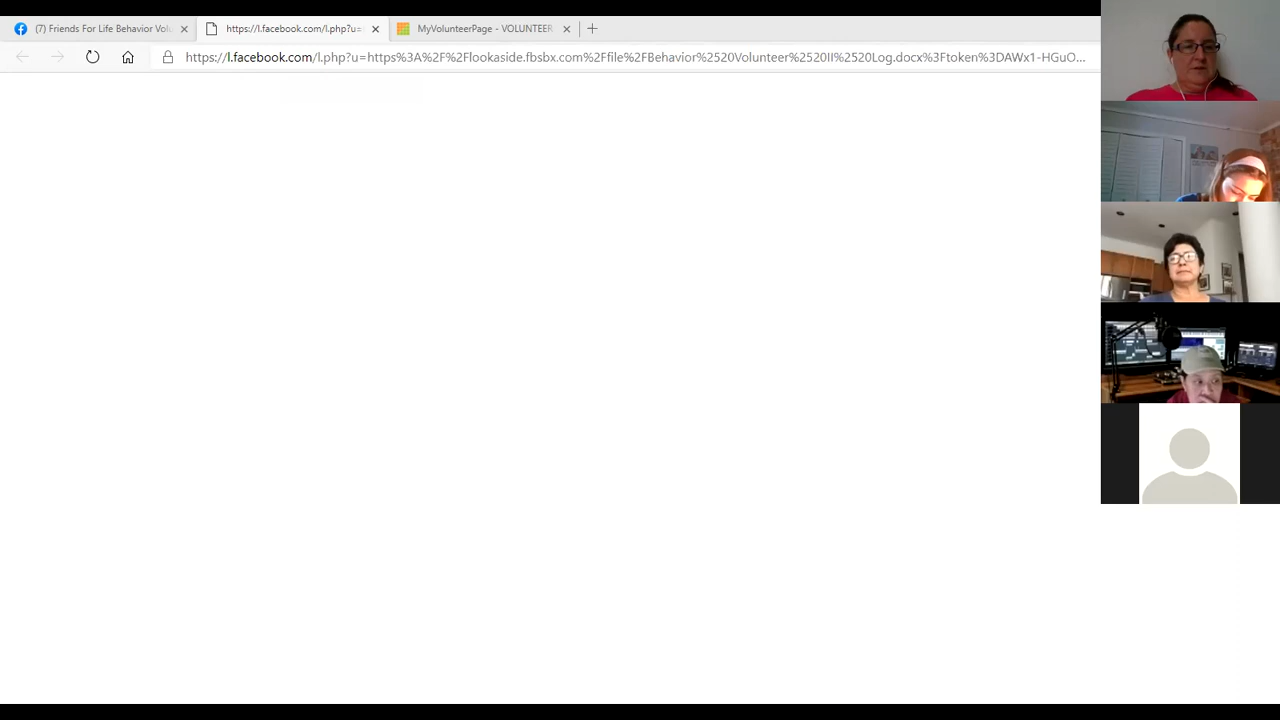 (7) Friends For Life Behavior Volu
https://l.facebook.com/l.php?u=
MyVolunteerPage - VOLUNTEER
https://l.facebook.com/l.php?u=https%3A%2F%2Flookaside.fbsbx.com%2Ffile%2FBehavior%2520Volunteer%2520II%2520Log.docx%3Ftoken%3DAWx1-HGuO...